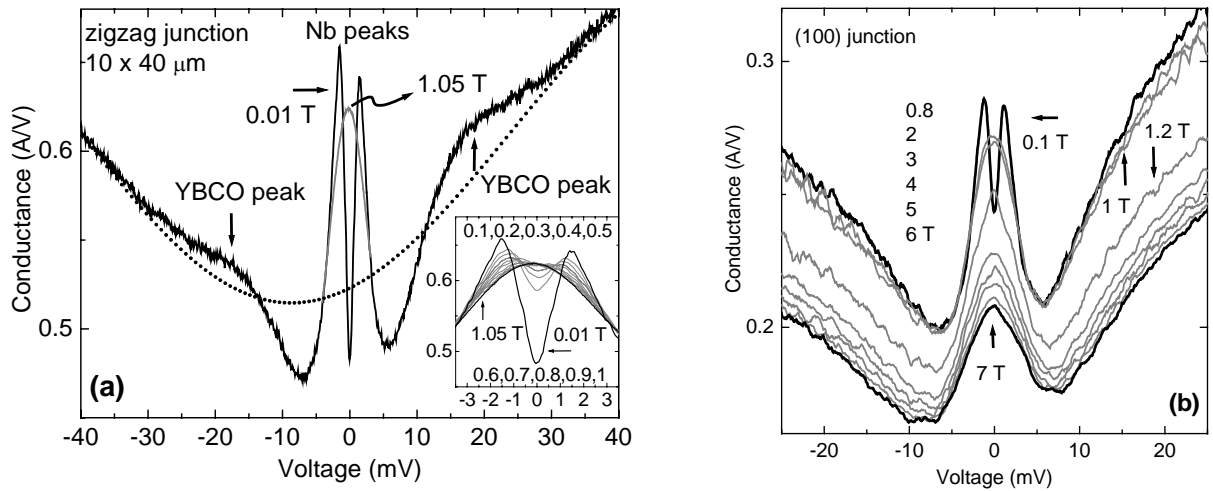 zigzag junction
10 x 40 μm
Nb peaks
0.01 T
1.05 T
YBCO peak
YBCO peak
0.6
0.5
Conductance (A/V)
-40 -30 -20 -10 0 10 20 30 40
Voltage (mV)
(a)
0.1, 0.2, 0.3, 0.4, 0.5
0.6
0.5
1.05 T
0.01 T
0.6,0.7,0.8,0.9,1
-3 -2 -1 0 1 2 3
(100) junction
0.8
2
3
4
5
6 T
0.1 T
1.2 T
1 T
7 T
0.3
0.2
Conductance (A/V)
-20 -10 0 10 20
Voltage (mV)
(b)